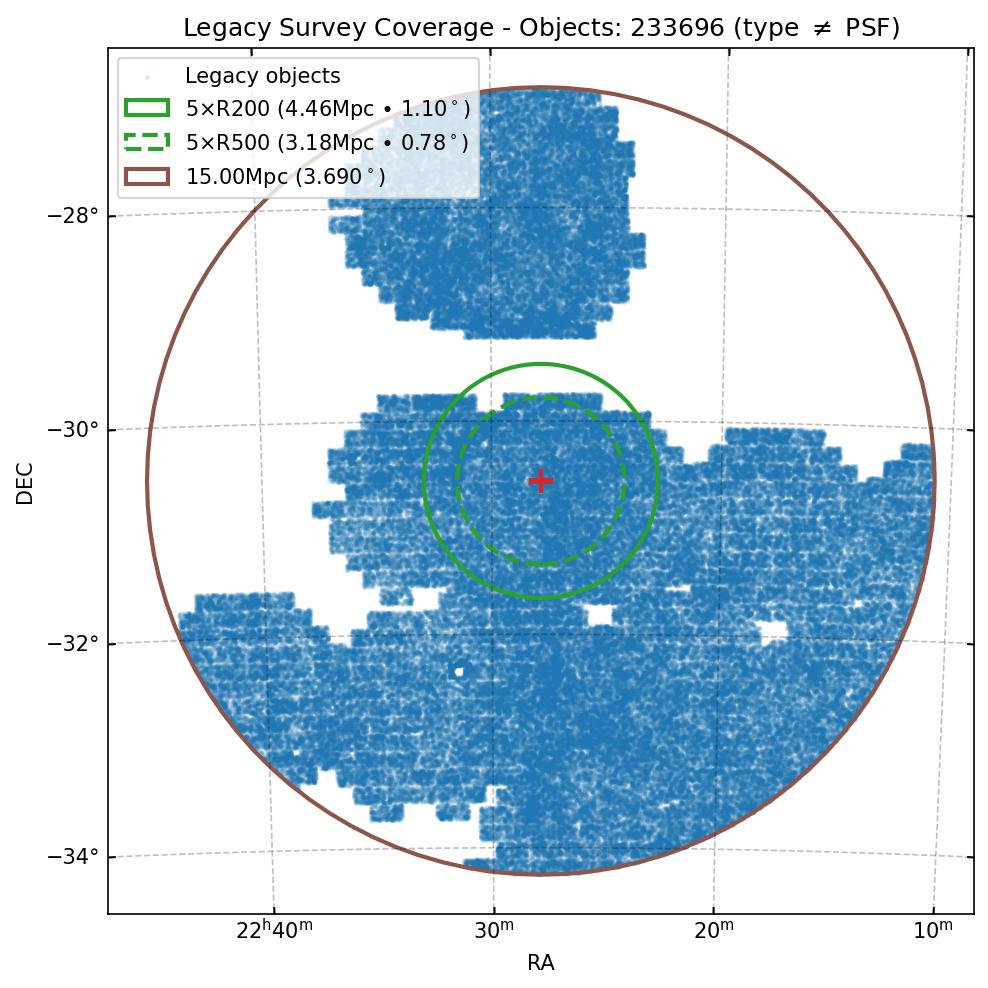 Legacy Survey Coverage - Objects: 233696 (type ≠ PSF)
Legacy objects
5×R200 (4.46Mpc • 1.10°)
5×R500 (3.18Mpc • 0.78°)
15.00Mpc (3.690°)
−28°
−30°
−32°
−34°
DEC
22ʰ40ᵐ 30ᵐ 20ᵐ 10ᵐ
RA